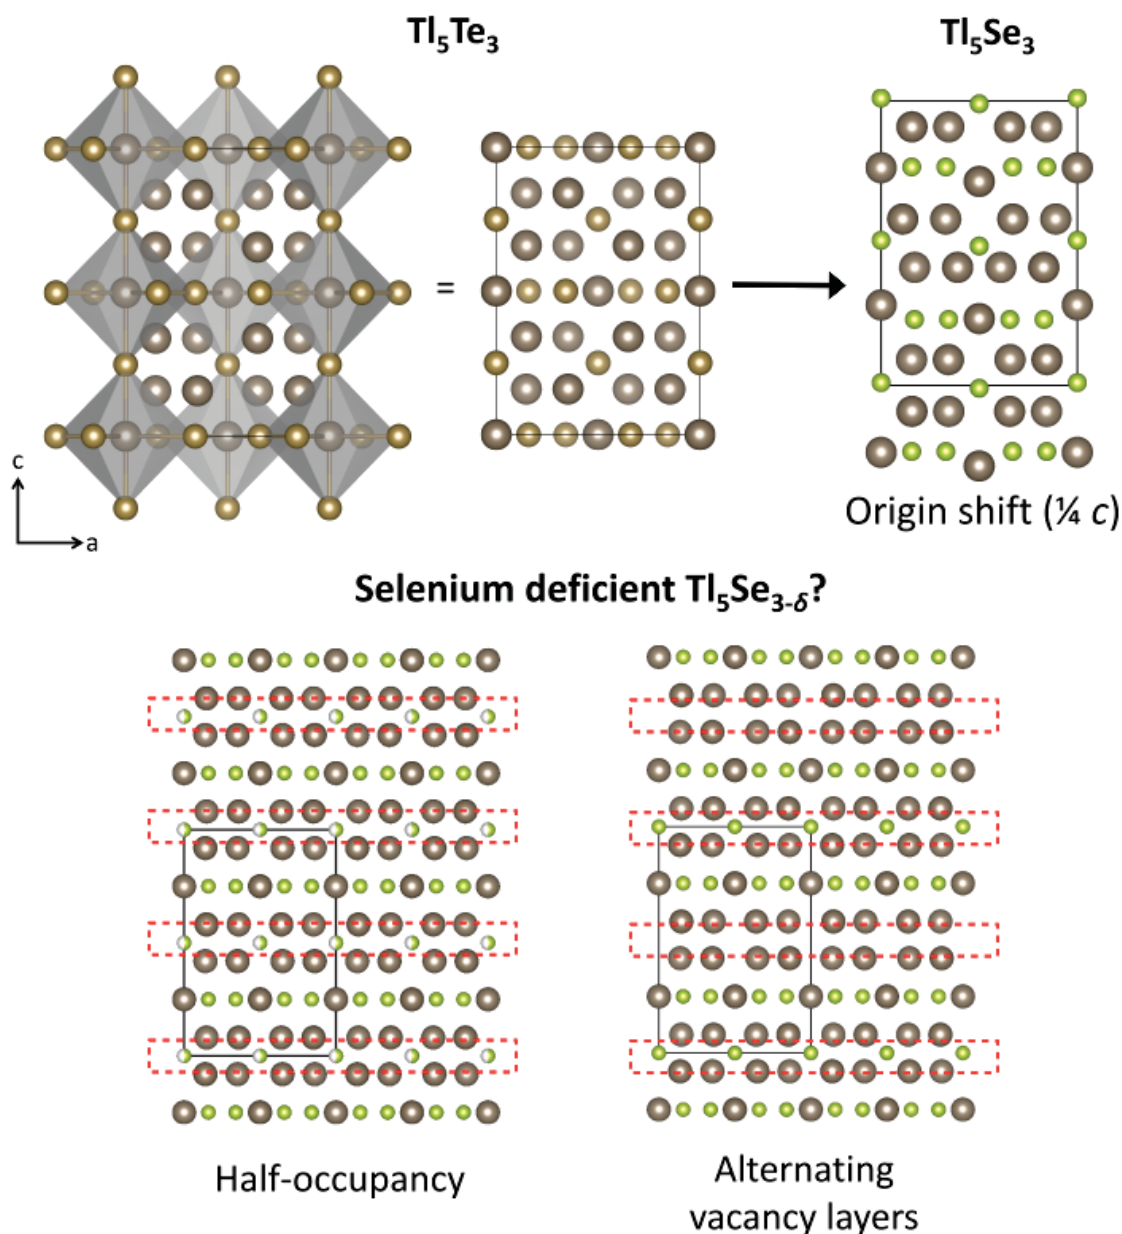 Tl₅Te₃
Tl₅Se₃
=
c
a
Origin shift (¼ c)
Selenium deficient Tl₅Se₃₋δ?
Half-occupancy
Alternating
vacancy layers